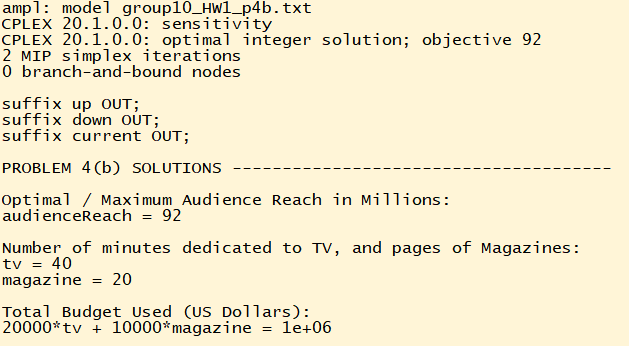 ampl: model group10_HW1_p4b.txt
CPLEX 20.1.0.0: sensitivity
CPLEX 20.1.0.0: optimal integer solution; objective 92
2 MIP simplex iterations
0 branch-and-bound nodes
suffix up OUT;
suffix down OUT;
suffix current OUT;
PROBLEM 4(b) SOLUTIONS --------------------------------------
Optimal / Maximum Audience Reach in Millions:
audienceReach = 92
Number of minutes dedicated to TV, and pages of Magazines:
tv = 40
magazine = 20
Total Budget Used (US Dollars):
20000*tv + 10000*magazine = 1e+06